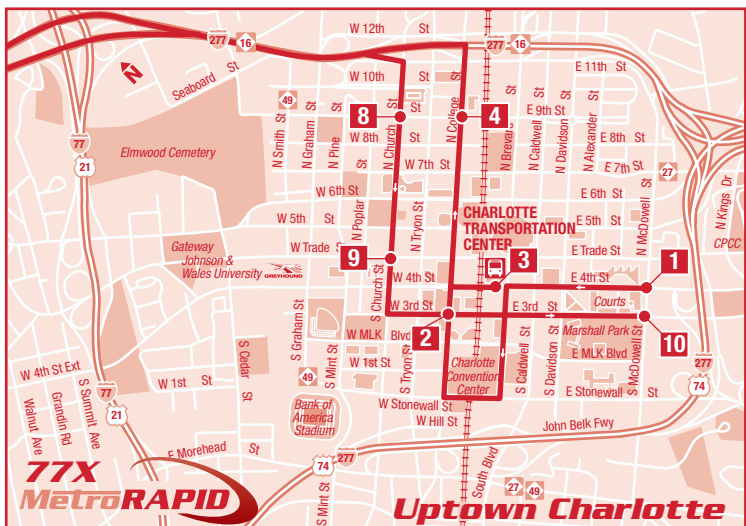 W 12th St
277
16
277
16
E 11th St
W 10th St
Seaboard St
49
N
8
4
E 9th St
N Smith St
N Graham St
N Pine
N Church St
N College St
N Brevard
N Caldwell St
N Davidson St
N Alexander St
77
21
Elmwood Cemetery
W 8th St
E 8th St
W 7th St
E 7th St
27
W 6th St
E 6th St
N Poplar St
N Tryon St
N McDowell St
N Kings Dr
W 5th St
CHARLOTTE
TRANSPORTATION
CENTER
E 5th St
CPCC
Gateway
Johnson &
Wales University
GREYHOUND
W Trade St
E Trade St
9
3
1
W 4th St
E 4th St
S Church St
Courts
W 3rd St
E 3rd St
2
10
S Graham St
W MLK Blvd
Marshall Park
S Mint St
S Tryon St
S Caldwell St
S Davidson St
E MLK Blvd
S McDowell St
277
74
W 4th St Ext
S Cedar St
W 1st St
Charlotte
Convention
Center
77
21
49
E Stonewall St
Walnut Ave
Grandin Rd
S Summit Ave
Bank of
America
Stadium
W Stonewall St
W Hill St
John Belk Fwy
E Morehead St
277
74
S Mint St
South Blvd
27
49
77X
MetroRAPID
Uptown Charlotte